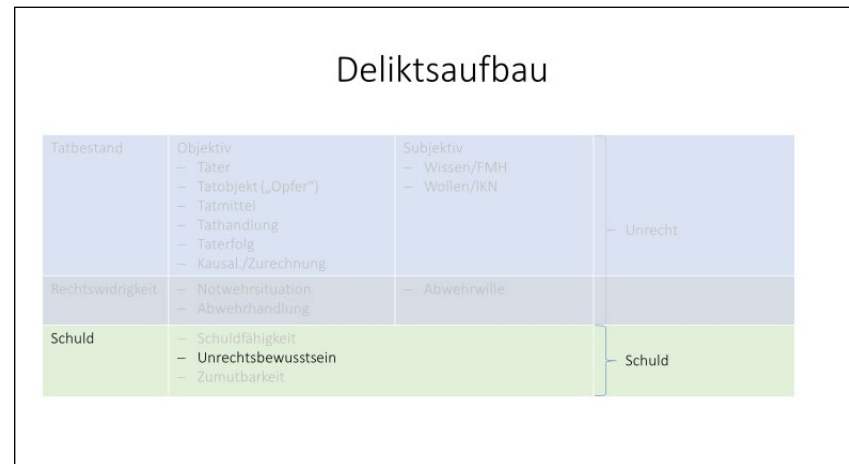 Deliktsaufbau
Tatbestand
Objektiv
– Täter
– Tatobjekt („Opfer“)
– Tatmittel
– Tathandlung
– Taterfolg
– Kausal./Zurechnung
Subjektiv
– Wissen/FMH
– Wollen/IKN
Unrecht
Rechtswidrigkeit
– Notwehrsituation
– Abwehrhandlung
– Abwehrwille
Schuld
– Schuldfähigkeit
– Unrechtsbewusstsein
– Zumutbarkeit
Schuld